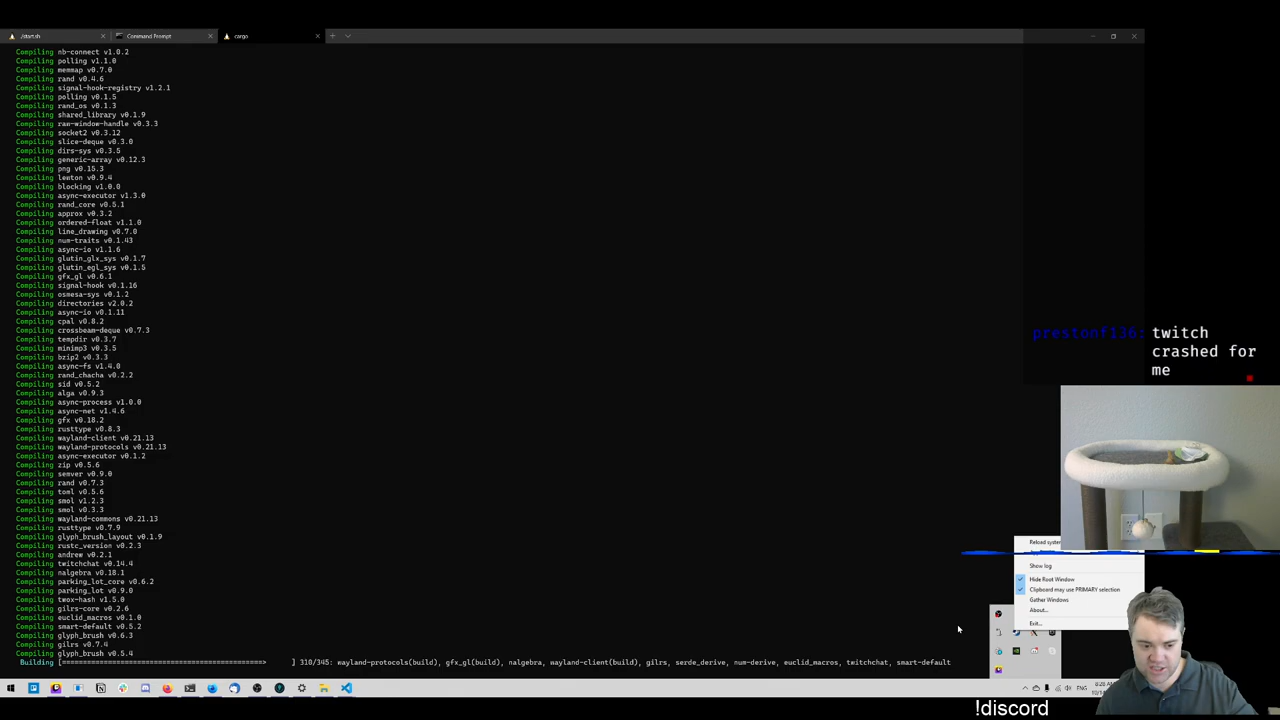 ./start.sh
Command Prompt
cargo
Compiling nb-connect v1.0.2
Compiling polling v1.1.0
Compiling memmap v0.7.0
Compiling rand v0.4.6
Compiling signal-hook-registry v1.2.1
Compiling polling v0.1.5
Compiling rand_os v0.1.3
Compiling shared_library v0.1.9
Compiling raw-window-handle v0.3.3
Compiling socket2 v0.3.12
Compiling slice-deque v0.3.0
Compiling dirs-sys v0.3.5
Compiling generic-array v0.12.3
Compiling png v0.15.3
Compiling lewton v0.9.4
Compiling blocking v1.0.0
Compiling async-executor v1.3.0
Compiling rand_core v0.5.1
Compiling approx v0.3.2
Compiling ordered-float v1.1.0
Compiling line_drawing v0.7.0
Compiling num-traits v0.1.43
Compiling async-io v1.1.6
Compiling glutin_glx_sys v0.1.7
Compiling glutin_egl_sys v0.1.5
Compiling gfx_gl v0.6.1
Compiling signal-hook v0.1.16
Compiling osmesa-sys v0.1.2
Compiling directories v2.0.2
Compiling async-io v0.1.11
Compiling cpal v0.8.2
Compiling crossbeam-deque v0.7.3
Compiling tempdir v0.3.7
Compiling minimp3 v0.3.5
Compiling bzip2 v0.3.3
Compiling async-fs v1.4.0
Compiling rand_chacha v0.2.2
Compiling sid v0.5.2
Compiling alga v0.9.3
Compiling async-process v1.0.0
Compiling async-net v1.4.6
Compiling gfx v0.18.2
Compiling rusttype v0.8.3
Compiling wayland-client v0.21.13
Compiling wayland-protocols v0.21.13
Compiling async-executor v0.1.2
Compiling zip v0.5.6
Compiling semver v0.9.0
Compiling rand v0.7.3
Compiling toml v0.5.6
Compiling smol v1.2.3
Compiling smol v0.3.3
Compiling wayland-commons v0.21.13
Compiling rusttype v0.7.9
Compiling glyph_brush_layout v0.1.9
Compiling rustc_version v0.2.3
Compiling andrew v0.2.1
Compiling twitchchat v0.14.4
Compiling nalgebra v0.18.1
Compiling parking_lot_core v0.6.2
Compiling parking_lot v0.9.0
Compiling twox-hash v1.5.0
Compiling gilrs-core v0.2.6
Compiling euclid_macros v0.1.0
Compiling smart-default v0.5.2
Compiling glyph_brush v0.6.3
Compiling gilrs v0.7.4
Compiling glyph_brush v0.5.4
Building [==================================================> ] 310/345: wayland-protocols(build), gfx_gl(build), nalgebra, wayland-client(build), gilrs, serde_derive, num-derive, euclid_macros, twitchchat, smart-default
prestonf136: twitch
crashed for
me
Reload syste
Show log
Hide Root Window
Clipboard may use PRIMARY selection
Gather Windows
About...
Exit...
ENG
!discord